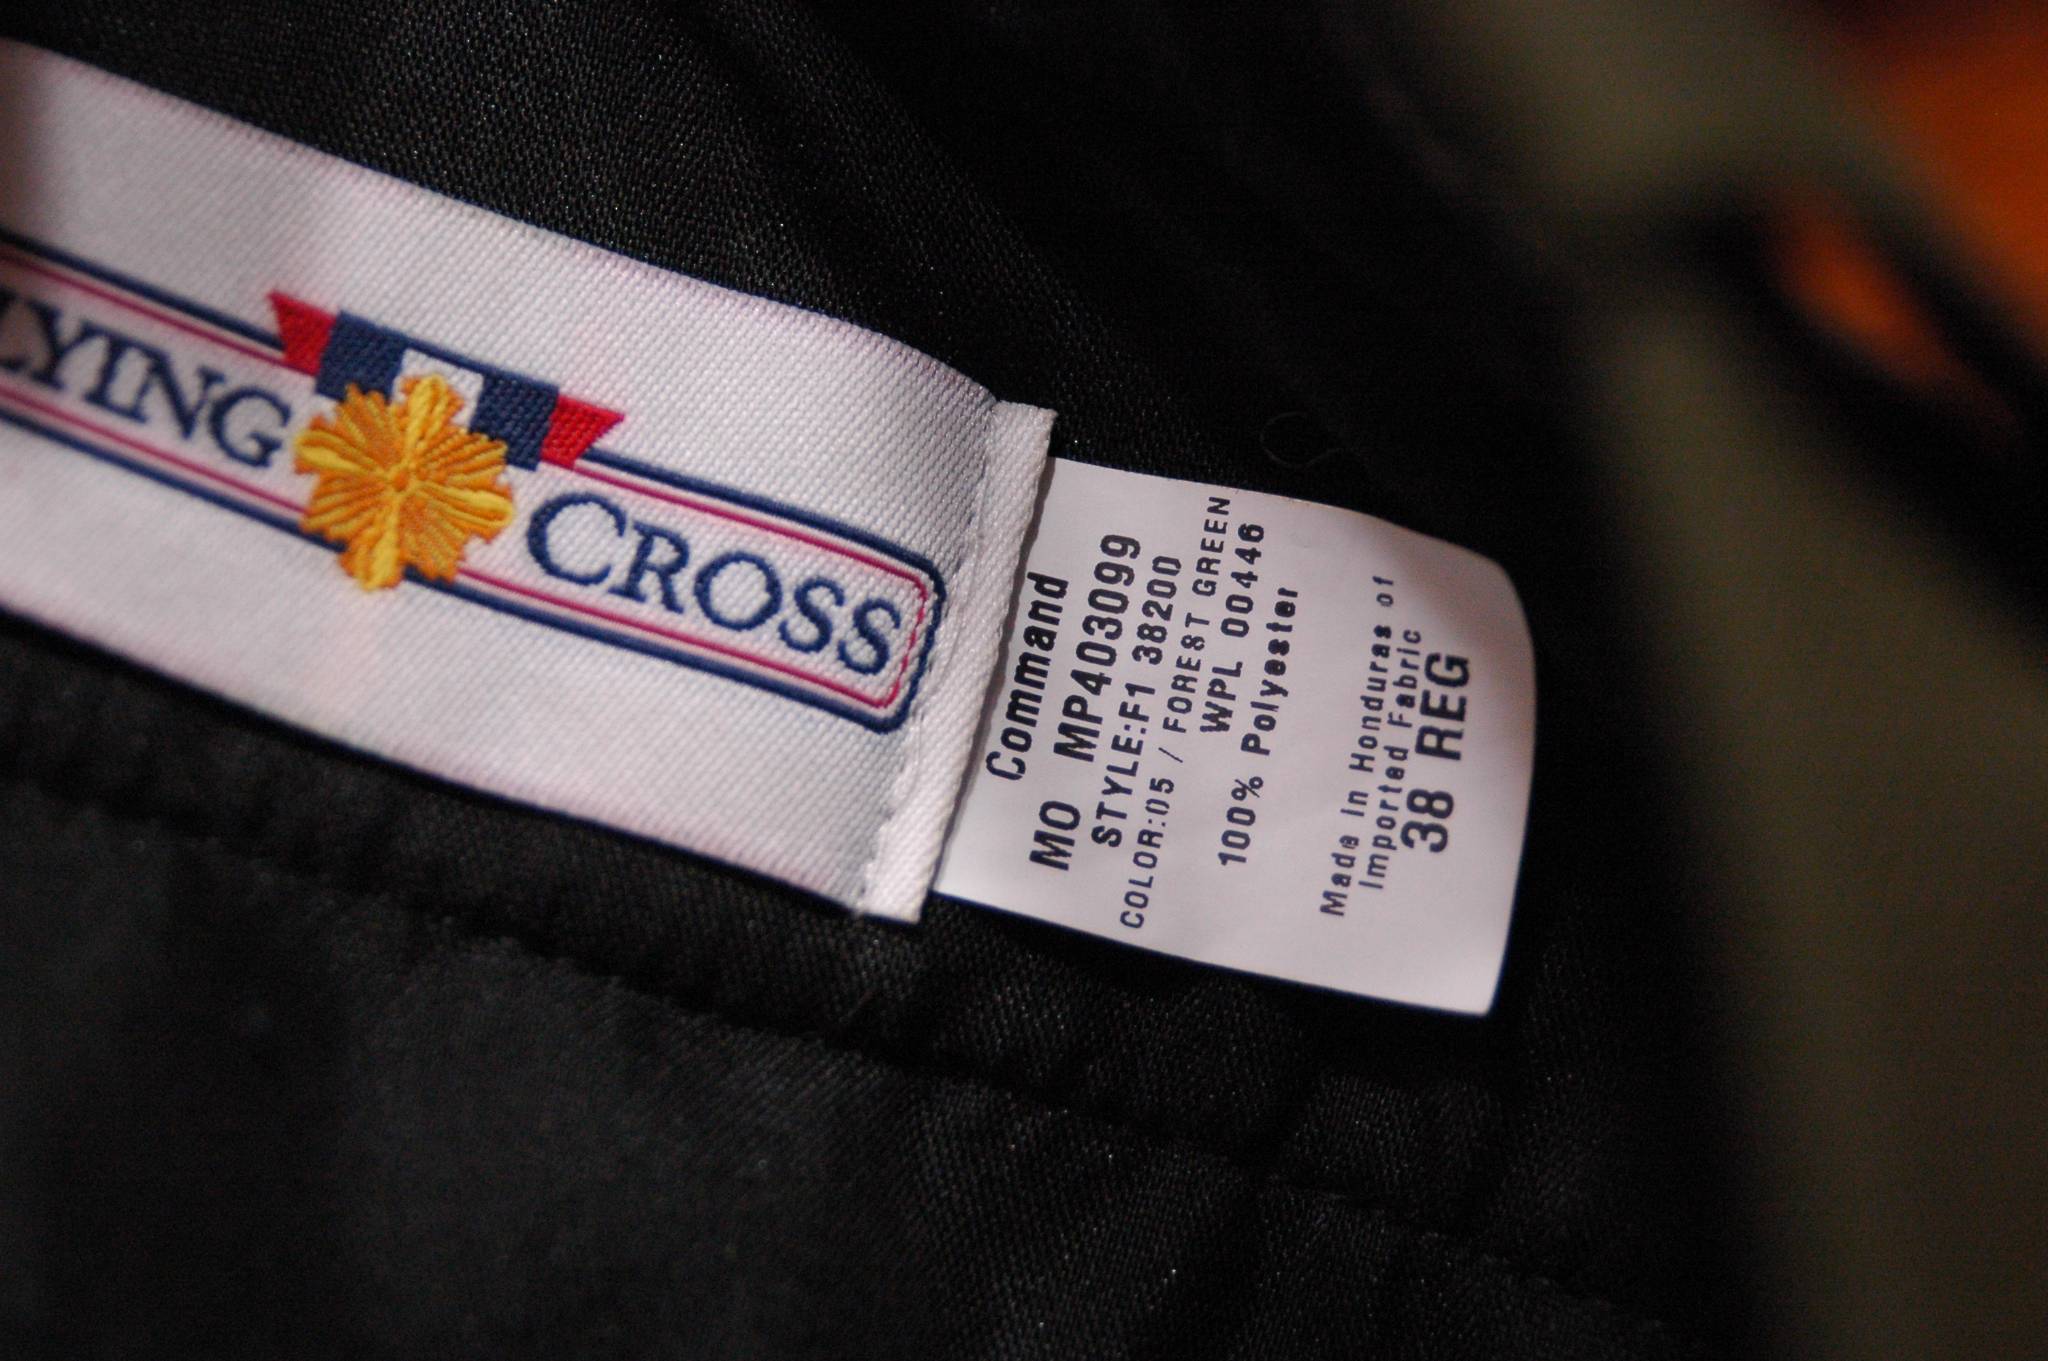 LYING CROSS
Command
MO MP403099
STYLE:F1 38200
COLOR:05 / FOREST GREEN
WPL 00446
100% Polyester
Made in Honduras of
Imported Fabric
38 REG